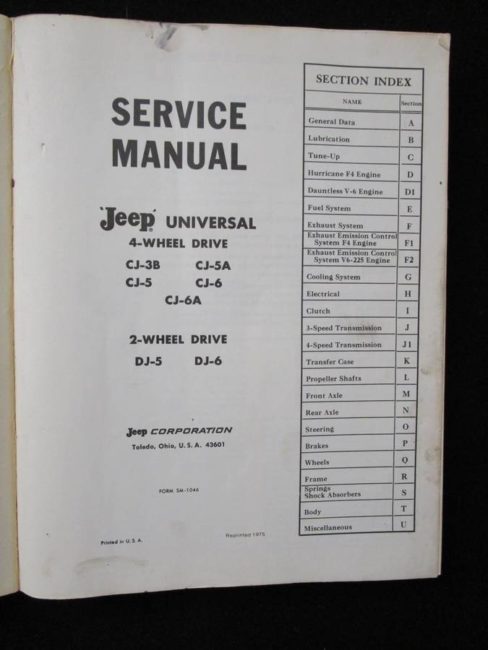 SERVICE
MANUAL
'Jeep' UNIVERSAL
4-WHEEL DRIVE
CJ-3B CJ-5A
CJ-5 CJ-6
CJ-6A
2-WHEEL DRIVE
DJ-5 DJ-6
Jeep CORPORATION
Toledo, Ohio, U.S.A. 43601
FORM SM-1046
Printed in U.S.A.
Reprinted 1975
SECTION INDEX
NAME Section
General Data A
Lubrication B
Tune-Up C
Hurricane F4 Engine D
Dauntless V-6 Engine D1
Fuel System E
Exhaust System F
Exhaust Emission Control
System F4 Engine F1
Exhaust Emission Control
System V6-225 Engine F2
Cooling System G
Electrical H
Clutch I
3-Speed Transmission J
4-Speed Transmission J1
Transfer Case K
Propeller Shafts L
Front Axle M
Rear Axle N
Steering O
Brakes P
Wheels Q
Frame R
Springs
Shock Absorbers S
Body T
Miscellaneous U